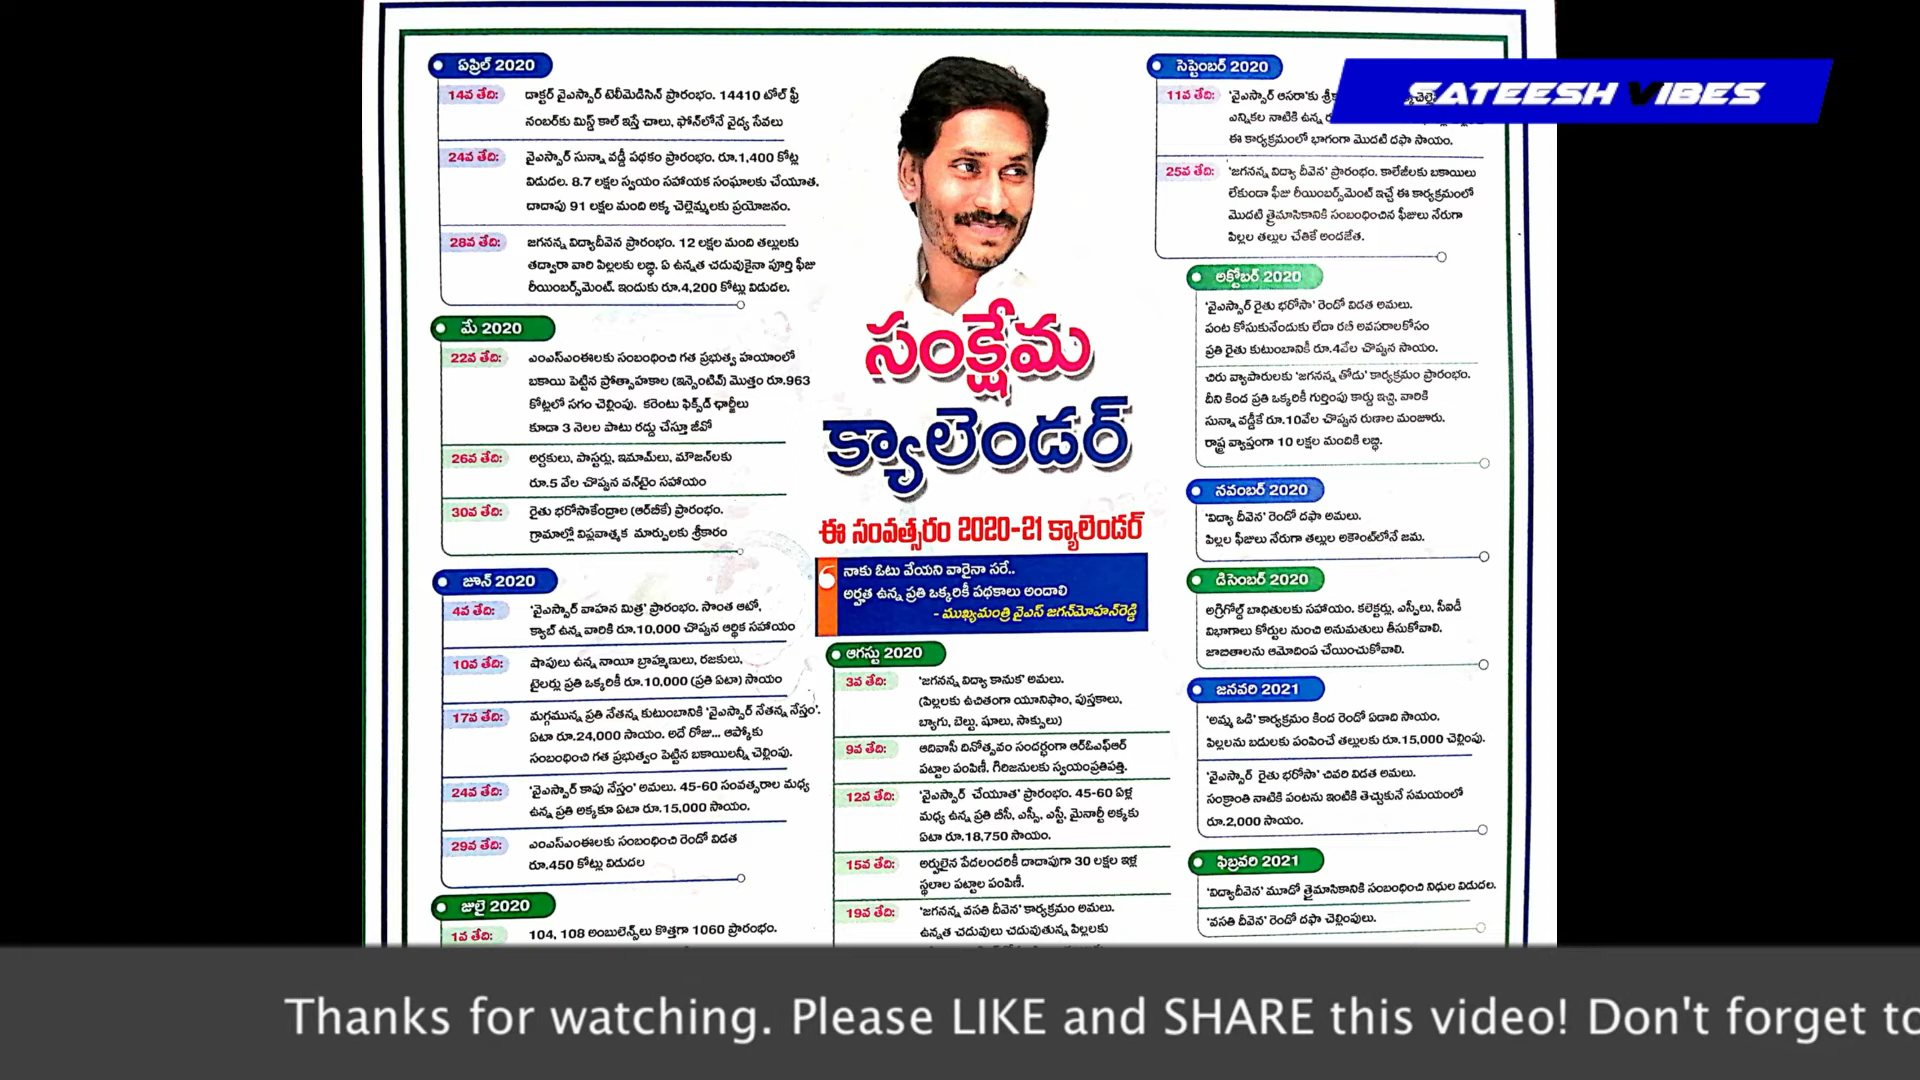 ఏప్రిల్ 2020
14వ తేది:
డాక్టర్ వైఎస్సార్ టెలీమెడిసిన్ ప్రారంభం. 14410 టోల్ ఫ్రీ
నంబర్‌కు మిస్డ్ కాల్ ఇస్తే చాలు, ఫోన్‌లోనే వైద్య సేవలు
24వ తేది:
వైఎస్సార్ సున్నా వడ్డీ పథకం ప్రారంభం. రూ.1,400 కోట్ల
విడుదల. 8.7 లక్షల స్వయం సహాయక సంఘాలకు చేయూత.
దాదాపు 91 లక్షల మంది అక్క చెల్లెమ్మలకు ప్రయోజనం.
28వ తేది:
జగనన్న విద్యాదీవెన ప్రారంభం. 12 లక్షల మంది తల్లులకు
తద్వారా వారి పిల్లలకు లబ్ధి. ఏ ఉన్నత చదువుకైనా పూర్తి ఫీజు
రీయింబర్స్‌మెంట్. ఇందుకు రూ.4,200 కోట్లు విడుదల.
మే 2020
22వ తేది:
ఎంఎస్ఎంఈలకు సంబంధించి గత ప్రభుత్వ హయాంలో
బకాయి పెట్టిన ప్రోత్సాహకాల (ఇన్సెంటివ్) మొత్తం రూ.963
కోట్లలో సగం చెల్లింపు. కరెంటు ఫిక్స్‌డ్ ఛార్జీలు
కూడా 3 నెలల పాటు రద్దు చేస్తూ జీవో
26వ తేది:
అర్చకులు, పాస్టర్లు, ఇమామ్‌లు, మౌజన్‌లకు
రూ.5 వేల చొప్పున వన్‌టైం సహాయం
30వ తేది:
రైతు భరోసాకేంద్రాల (ఆర్‌బీకే) ప్రారంభం.
గ్రామాల్లో విప్లవాత్మక మార్పులకు శ్రీకారం
జూన్ 2020
4వ తేది:
'వైఎస్సార్ వాహన మిత్ర' ప్రారంభం. సొంత ఆటో,
క్యాబ్ ఉన్న వారికి రూ.10,000 చొప్పున ఆర్థిక సహాయం
10వ తేది:
షాపులు ఉన్న నాయీ బ్రాహ్మణులు, రజకులు,
టైలర్లు ప్రతి ఒక్కరికీ రూ.10,000 (ప్రతి ఏటా) సాయం
17వ తేది:
మగ్గమున్న ప్రతి నేతన్న కుటుంబానికి 'వైఎస్సార్ నేతన్న నేస్తం'.
ఏటా రూ.24,000 సాయం. అదే రోజు... ఆప్కోకు
సంబంధించి గత ప్రభుత్వం పెట్టిన బకాయిలన్నీ చెల్లింపు.
24వ తేది:
'వైఎస్సార్ కాపు నేస్తం' అమలు. 45-60 సంవత్సరాల మధ్య
ఉన్న ప్రతి అక్కకూ ఏటా రూ.15,000 సాయం.
29వ తేది:
ఎంఎస్ఎంఈలకు సంబంధించి రెండో విడత
రూ.450 కోట్లు విడుదల
జులై 2020
1వ తేది:
104, 108 అంబులెన్స్‌లు కొత్తగా 1060 ప్రారంభం.
సంక్షేమ
క్యాలెండర్
ఈ సంవత్సరం 2020-21 క్యాలెండర్
నాకు ఓటు వేయని వారైనా సరే..
అర్హత ఉన్న ప్రతి ఒక్కరికీ పథకాలు అందాలి
- ముఖ్యమంత్రి వైఎస్ జగన్‌మోహన్‌రెడ్డి
ఆగస్టు 2020
3వ తేది:
'జగనన్న విద్యా కానుక' అమలు.
(పిల్లలకు ఉచితంగా యూనిఫాం, పుస్తకాలు,
బ్యాగు, బెల్టు, షూలు, సాక్సులు)
9వ తేది:
ఆదివాసీ దినోత్సవం సందర్భంగా ఆర్ఓఎఫ్ఆర్
పట్టాల పంపిణీ. గిరిజనులకు స్వయంప్రతిపత్తి.
12వ తేది:
'వైఎస్సార్ చేయూత' ప్రారంభం. 45-60 ఏళ్ల
మధ్య ఉన్న ప్రతి బీసీ, ఎస్సీ, ఎస్టీ, మైనార్టీ అక్కకు
ఏటా రూ.18,750 సాయం.
15వ తేది:
అర్హులైన పేదలందరికీ దాదాపుగా 30 లక్షల ఇళ్ల
స్థలాల పట్టాల పంపిణీ.
19వ తేది:
'జగనన్న వసతి దీవెన' కార్యక్రమం అమలు.
ఉన్నత చదువులు చదువుతున్న పిల్లలకు
సెప్టెంబర్ 2020
11వ తేది:
'వైఎస్సార్ ఆసరా'కు
ఎన్నికల నాటికి ఉన్న
ఈ కార్యక్రమంలో భాగంగా మొదటి దఫా సాయం.
25వ తేది:
'జగనన్న విద్యా దీవెన' ప్రారంభం. కాలేజీలకు బకాయిలు
లేకుండా ఫీజు రీయింబర్స్‌మెంట్ ఇచ్చే ఈ కార్యక్రమంలో
మొదటి త్రైమాసికానికి సంబంధించిన ఫీజులు నేరుగా
పిల్లల తల్లుల చేతికే అందజేత.
అక్టోబర్ 2020
'వైఎస్సార్ రైతు భరోసా' రెండో విడత అమలు.
పంట కోసుకునేందుకు లేదా రబీ అవసరాలకోసం
ప్రతి రైతు కుటుంబానికీ రూ.4వేల చొప్పున సాయం.
చిరు వ్యాపారులకు 'జగనన్న తోడు' కార్యక్రమం ప్రారంభం.
దీని కింద ప్రతి ఒక్కరికీ గుర్తింపు కార్డు ఇచ్చి, వారికి
సున్నా వడ్డీకే రూ.10వేల చొప్పున రుణాల మంజూరు.
రాష్ట్ర వ్యాప్తంగా 10 లక్షల మందికి లబ్ధి.
నవంబర్ 2020
'విద్యా దీవెన' రెండో దఫా అమలు.
పిల్లల ఫీజులు నేరుగా తల్లుల అకౌంట్‌లోనే జమ.
డిసెంబర్ 2020
అగ్రిగోల్డ్ బాధితులకు సహాయం. కలెక్టర్లు, ఎస్పీలు, సీఐడీ
విభాగాలు కోర్టుల నుంచి అనుమతులు తీసుకోవాలి.
జాబితాలను ఆమోదింప చేయించుకోవాలి.
జనవరి 2021
'అమ్మ ఒడి' కార్యక్రమం కింద రెండో ఏడాది సాయం.
పిల్లలను బడులకు పంపించే తల్లులకు రూ.15,000 చెల్లింపు.
'వైఎస్సార్ రైతు భరోసా' చివరి విడత అమలు.
సంక్రాంతి నాటికి పంటను ఇంటికి తెచ్చుకునే సమయంలో
రూ.2,000 సాయం.
ఫిబ్రవరి 2021
'విద్యాదీవెన' మూడో త్రైమాసికానికి సంబంధించి నిధుల విడుదల.
'వసతి దీవెన' రెండో దఫా చెల్లింపులు.
SATEESH VIBES
Thanks for watching. Please LIKE and SHARE this video! Don't forget to